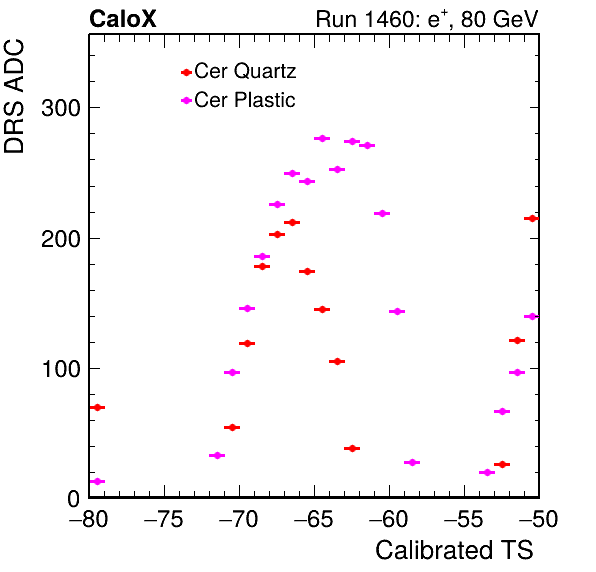 CaloX Run 1460: e⁺, 80 GeV
DRS ADC
Cer Quartz
Cer Plastic
300
200
100
0
−80 −75 −70 −65 −60 −55 −50
Calibrated TS